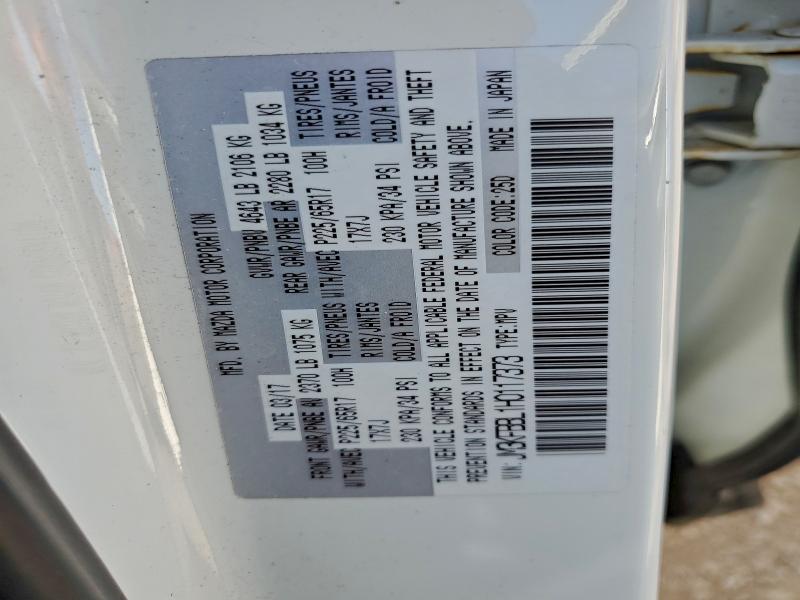 MFD. BY MAZDA MOTOR CORPORATION
DATE 03/17 GVWR/PNBV 4643 LB 2106 KG
FRONT GAWR/PNBE AV 2370 LB 1075 KG REAR GAWR/PNBE AR 2280 LB 1034 KG
WITH/AVEC P225/65R17 100H TIRES/PNEUS WITH/AVEC P225/65R17 100H TIRES/PNEUS
17X7J RIMS/JANTES 17X7J RIMS/JANTES
230 KPA/34 PSI COLD/A FROID 230 KPA/34 PSI COLD/A FROID
THIS VEHICLE CONFORMS TO ALL APPLICABLE FEDERAL MOTOR VEHICLE SAFETY AND THEFT
PREVENTION STANDARDS IN EFFECT ON THE DATE OF MANUFACTURE SHOWN ABOVE.
VIN: JM3KFBBL1H0117373 TYPE:MPV COLOR CODE:25D MADE IN JAPAN